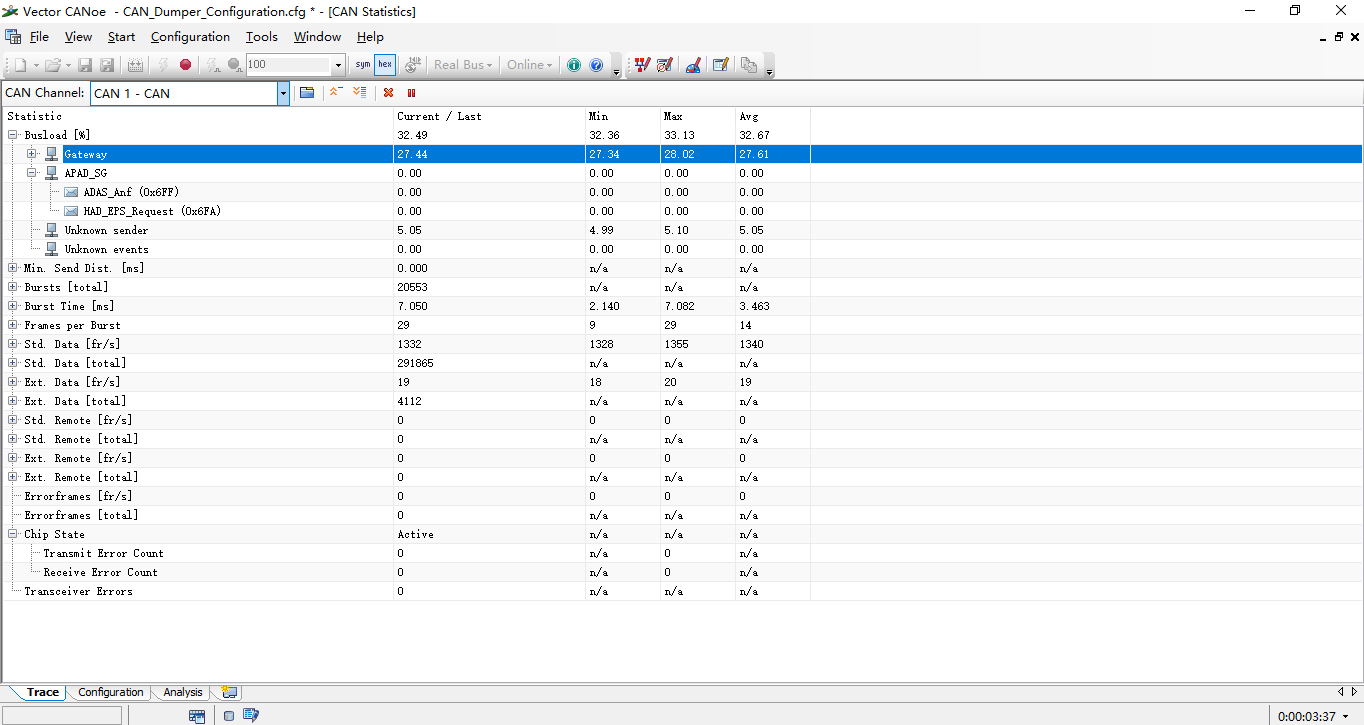 Vector CANoe - CAN_Dumper_Configuration.cfg * - [CAN Statistics]
File View Start Configuration Tools Window Help
100 sym hex Real Bus Online
CAN Channel: CAN 1 - CAN
Statistic Current / Last Min Max Avg
Busload [%] 32.49 32.36 33.13 32.67
Gateway 27.44 27.34 28.02 27.61
APAD_SG 0.00 0.00 0.00 0.00
ADAS_Anf (0x6FF) 0.00 0.00 0.00 0.00
HAD_EPS_Request (0x6FA) 0.00 0.00 0.00 0.00
Unknown sender 5.05 4.99 5.10 5.05
Unknown events 0.00 0.00 0.00 0.00
Min. Send Dist. [ms] 0.000 n/a n/a n/a
Bursts [total] 20553 n/a n/a n/a
Burst Time [ms] 7.050 2.140 7.082 3.463
Frames per Burst 29 9 29 14
Std. Data [fr/s] 1332 1328 1355 1340
Std. Data [total] 291865 n/a n/a n/a
Ext. Data [fr/s] 19 18 20 19
Ext. Data [total] 4112 n/a n/a n/a
Std. Remote [fr/s] 0 0 0 0
Std. Remote [total] 0 n/a n/a n/a
Ext. Remote [fr/s] 0 0 0 0
Ext. Remote [total] 0 n/a n/a n/a
Errorframes [fr/s] 0 0 0 0
Errorframes [total] 0 n/a n/a n/a
Chip State Active n/a n/a n/a
Transmit Error Count 0 n/a 0 n/a
Receive Error Count 0 n/a 0 n/a
Transceiver Errors 0 n/a n/a n/a
Trace Configuration Analysis
0:00:03:37